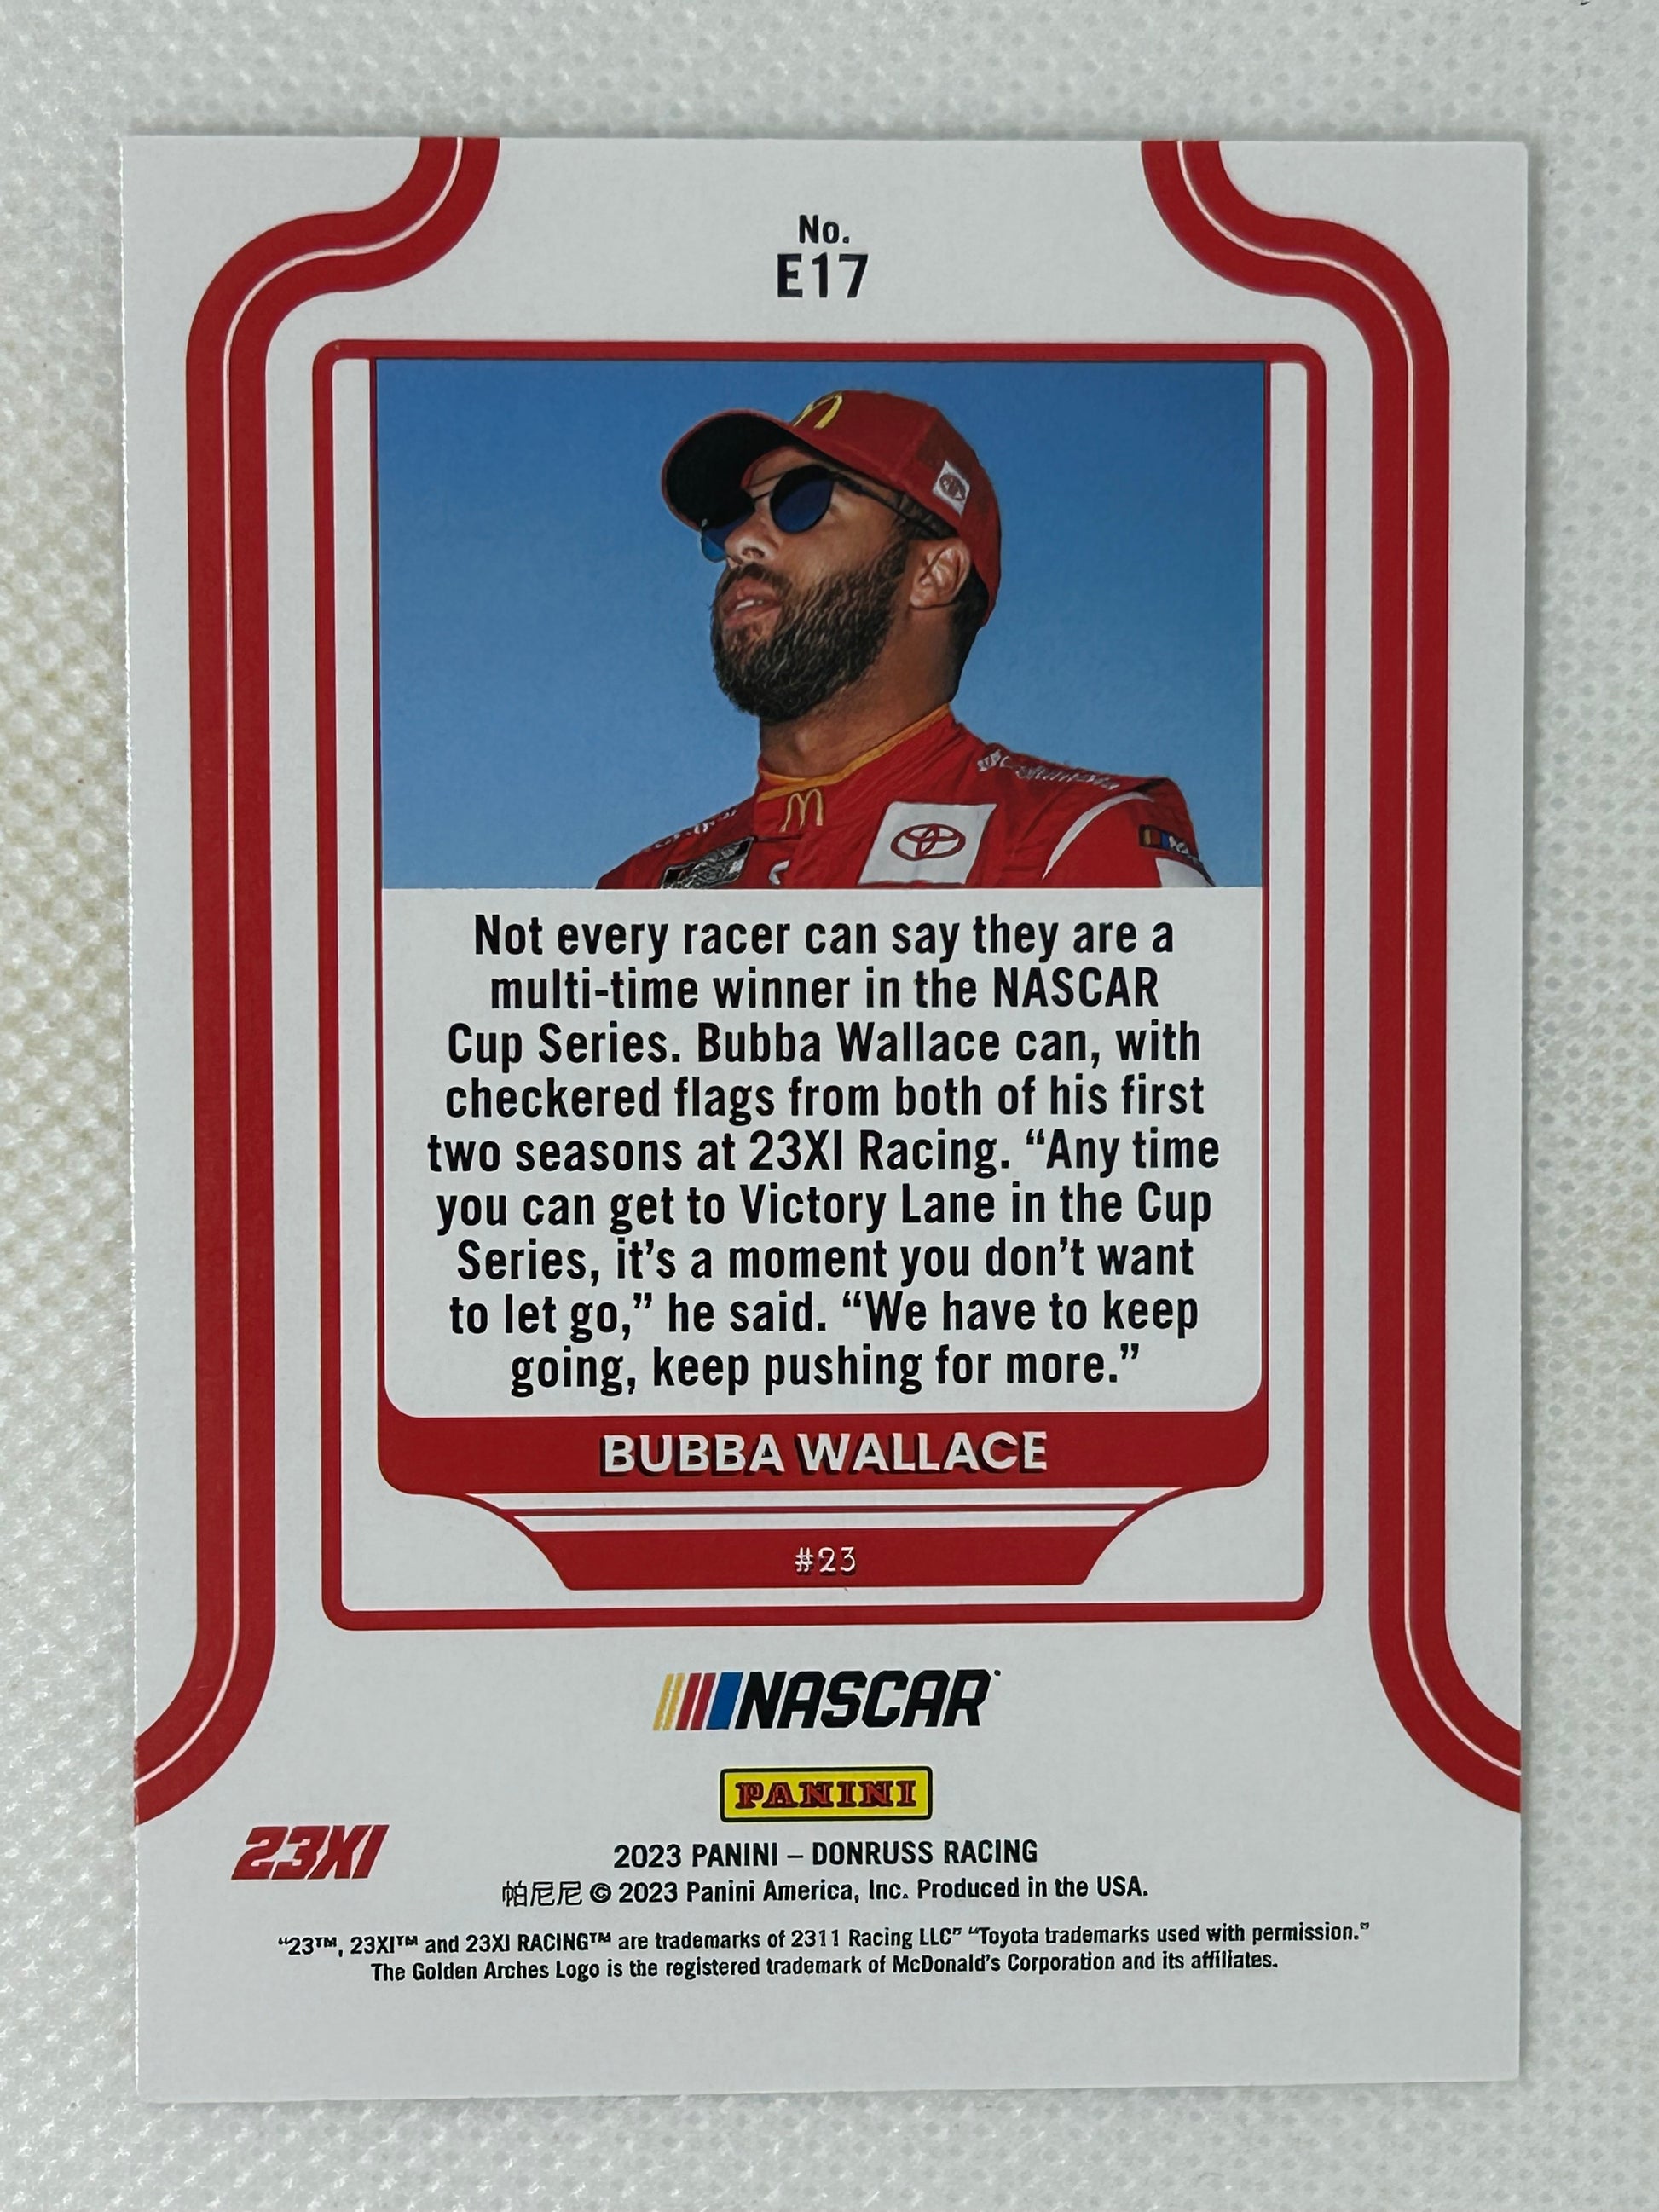 No.
E17
Not every racer can say they are a
multi-time winner in the NASCAR
Cup Series. Bubba Wallace can, with
checkered flags from both of his first
two seasons at 23XI Racing. “Any time
you can get to Victory Lane in the Cup
Series, it’s a moment you don’t want
to let go,” he said. “We have to keep
going, keep pushing for more.”
BUBBA WALLACE
#23
NASCAR
PANINI
23XI
2023 PANINI – DONRUSS RACING
帕尼尼 © 2023 Panini America, Inc. Produced in the USA.
“23™, 23XI™ and 23XI RACING™ are trademarks of 2311 Racing LLC” “Toyota trademarks used with permission.”
The Golden Arches Logo is the registered trademark of McDonald’s Corporation and its affiliates.